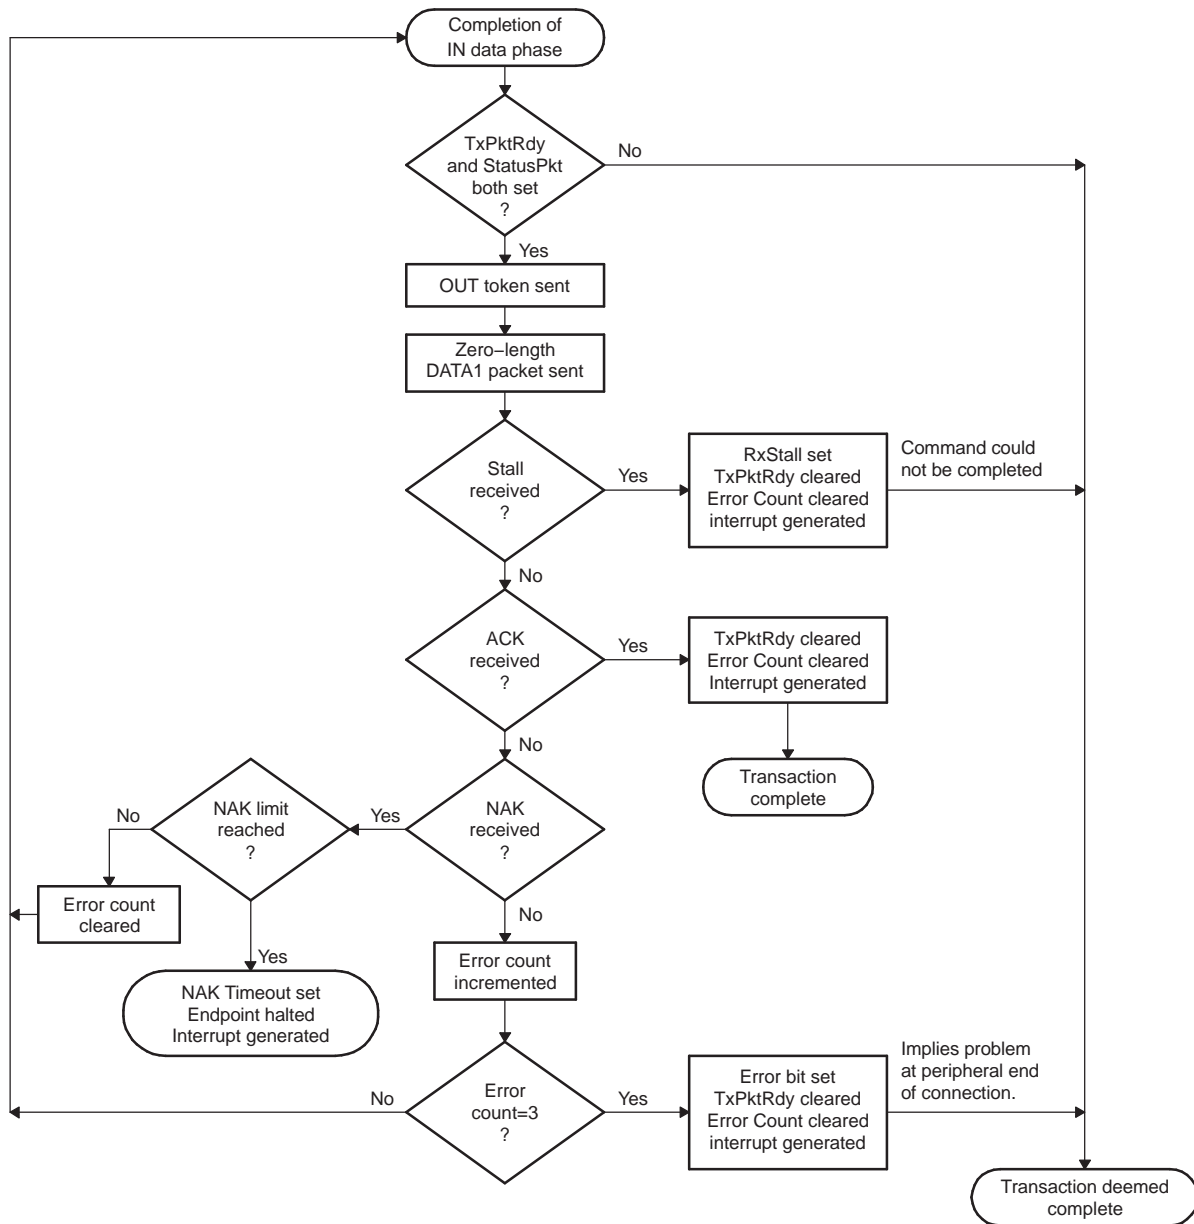 Completion of
IN data phase
TxPktRdy
and StatusPkt
both set
?
No
Yes
OUT token sent
Zero−length
DATA1 packet sent
Stall
received
?
Yes
RxStall set
TxPktRdy cleared
Error Count cleared
interrupt generated
Command could
not be completed
No
ACK
received
?
Yes
TxPktRdy cleared
Error Count cleared
Interrupt generated
No
Transaction
complete
NAK
received
?
Yes
NAK limit
reached
?
No
Error count
cleared
Yes
NAK Timeout set
Endpoint halted
Interrupt generated
No
Error count
incremented
Error
count=3
?
No
Yes
Error bit set
TxPktRdy cleared
Error Count cleared
interrupt generated
Implies problem
at peripheral end
of connection.
Transaction deemed
complete